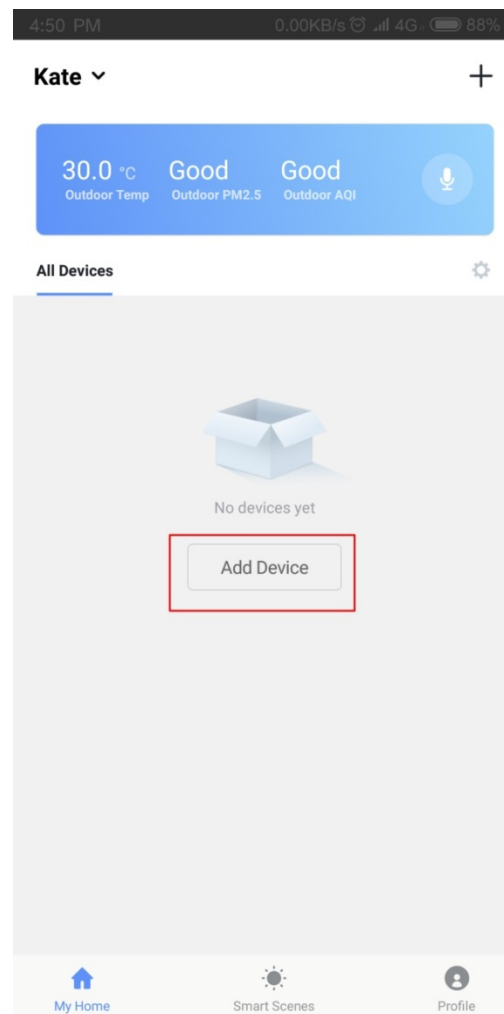 4:50 PM 0.00KB/s 4G 88%
Kate
30.0 °C Good Good
Outdoor Temp Outdoor PM2.5 Outdoor AQI
All Devices
No devices yet
Add Device
My Home Smart Scenes Profile